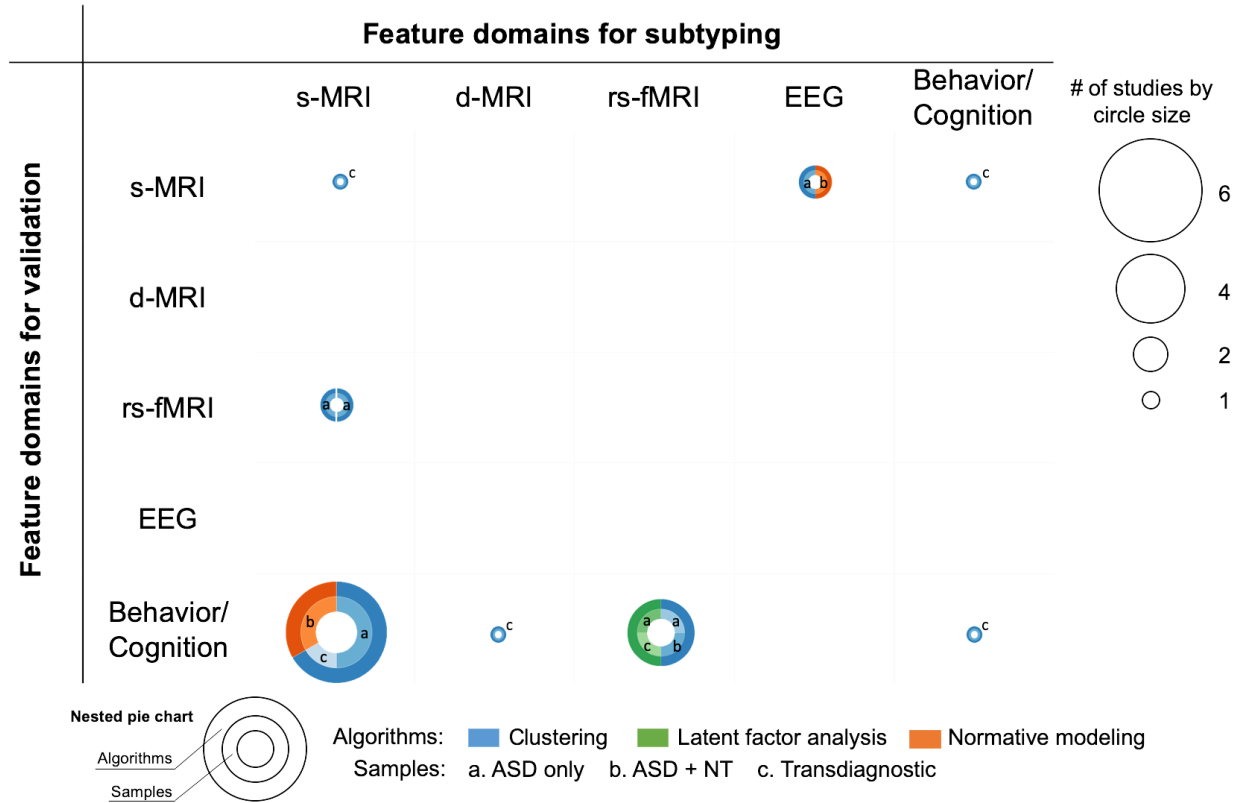 Feature domains for subtyping
s-MRI d-MRI rs-fMRI EEG Behavior/
Cognition
# of studies by
circle size
Feature domains for validation
s-MRI
c
a b
c
6
d-MRI
4
2
rs-fMRI
a a
1
EEG
Behavior/
Cognition
b
a
c
c
a a
c b
c
Nested pie chart
Algorithms
Samples
Algorithms: Clustering Latent factor analysis Normative modeling
Samples: a. ASD only b. ASD + NT c. Transdiagnostic